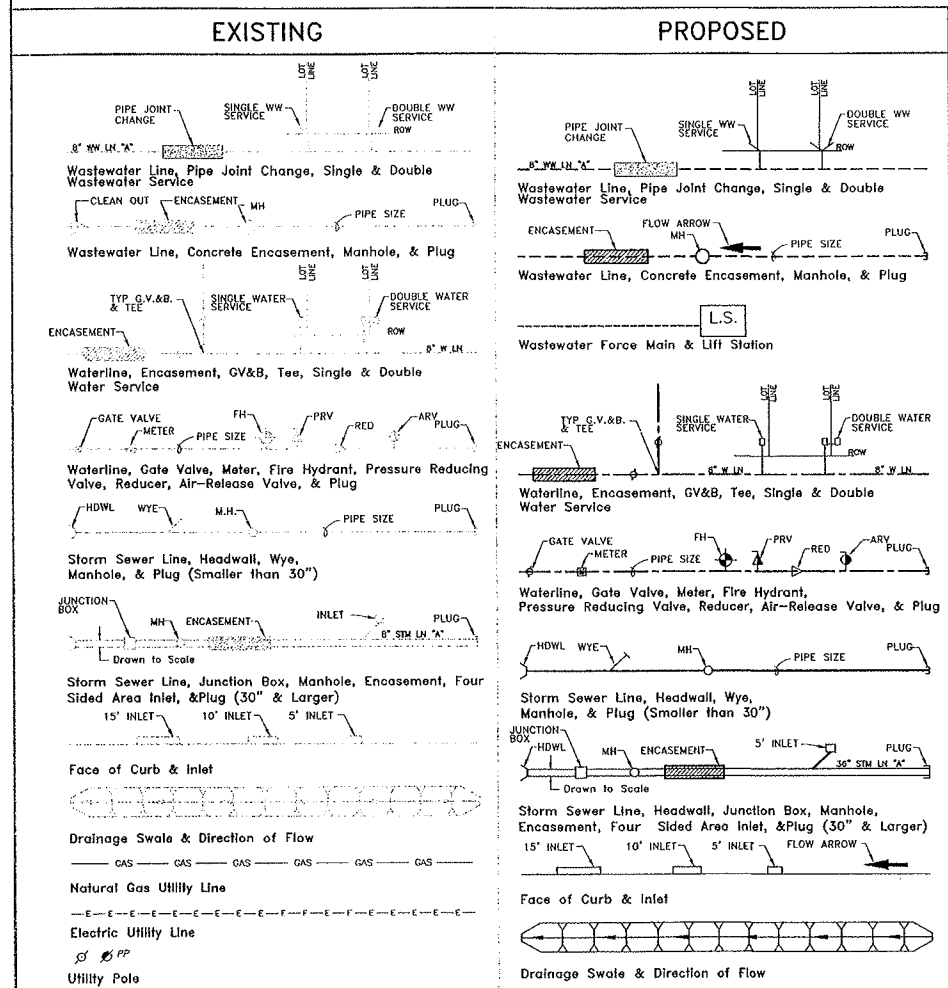 EXISTING
LOT LINE
LOT LINE
PIPE JOINT CHANGE
SINGLE WW SERVICE
DOUBLE WW SERVICE
ROW
8" WW LN "A"
Wastewater Line, Pipe Joint Change, Single & Double
Wastewater Service
CLEAN OUT
ENCASEMENT
MH
PIPE SIZE
PLUG
Wastewater Line, Concrete Encasement, Manhole, & Plug
LOT LINE
LOT LINE
TYP G.V.&B. & TEE
SINGLE WATER SERVICE
DOUBLE WATER SERVICE
ENCASEMENT
ROW
8" W LN
Waterline, Encasement, GV&B, Tee, Single & Double
Water Service
GATE VALVE
METER
PIPE SIZE
FH
PRV
RED
ARV
PLUG
Waterline, Gate Valve, Meter, Fire Hydrant, Pressure Reducing
Valve, Reducer, Air-Release Valve, & Plug
HDWL
WYE
M.H.
PIPE SIZE
PLUG
Storm Sewer Line, Headwall, Wye,
Manhole, & Plug (Smaller than 30")
JUNCTION BOX
MH
ENCASEMENT
INLET
PLUG
8" STM LN "A"
Drawn to Scale
Storm Sewer Line, Junction Box, Manhole, Encasement, Four
Sided Area Inlet, &Plug (30" & Larger)
15' INLET
10' INLET
5' INLET
Face of Curb & Inlet
Drainage Swale & Direction of Flow
GAS GAS GAS GAS GAS
Natural Gas Utility Line
E E E E E E E E F F E F E E E E E
Electric Utility Line
PP
Utility Pole
PROPOSED
LOT LINE
LOT LINE
PIPE JOINT CHANGE
SINGLE WW SERVICE
DOUBLE WW SERVICE
ROW
8" WW LN "A"
Wastewater Line, Pipe Joint Change, Single & Double
Wastewater Service
ENCASEMENT
FLOW ARROW
MH
PIPE SIZE
PLUG
Wastewater Line, Concrete Encasement, Manhole, & Plug
L.S.
Wastewater Force Main & Lift Station
LOT LINE
LOT LINE
TYP G.V.&B. & TEE
SINGLE WATER SERVICE
DOUBLE WATER SERVICE
ENCASEMENT
ROW
8" W LN
8" W LN
Waterline, Encasement, GV&B, Tee, Single & Double
Water Service
GATE VALVE
METER
PIPE SIZE
FH
PRV
RED
ARV
PLUG
Waterline, Gate Valve, Meter, Fire Hydrant,
Pressure Reducing Valve, Reducer, Air-Release Valve, & Plug
HDWL
WYE
MH
PIPE SIZE
PLUG
Storm Sewer Line, Headwall, Wye,
Manhole, & Plug (Smaller than 30")
JUNCTION BOX
HDWL
MH
ENCASEMENT
5' INLET
PLUG
36" STM LN "A"
Drawn to Scale
Storm Sewer Line, Headwall, Junction Box, Manhole,
Encasement, Four Sided Area Inlet, &Plug (30" & Larger)
15' INLET
10' INLET
5' INLET
FLOW ARROW
Face of Curb & Inlet
Drainage Swale & Direction of Flow